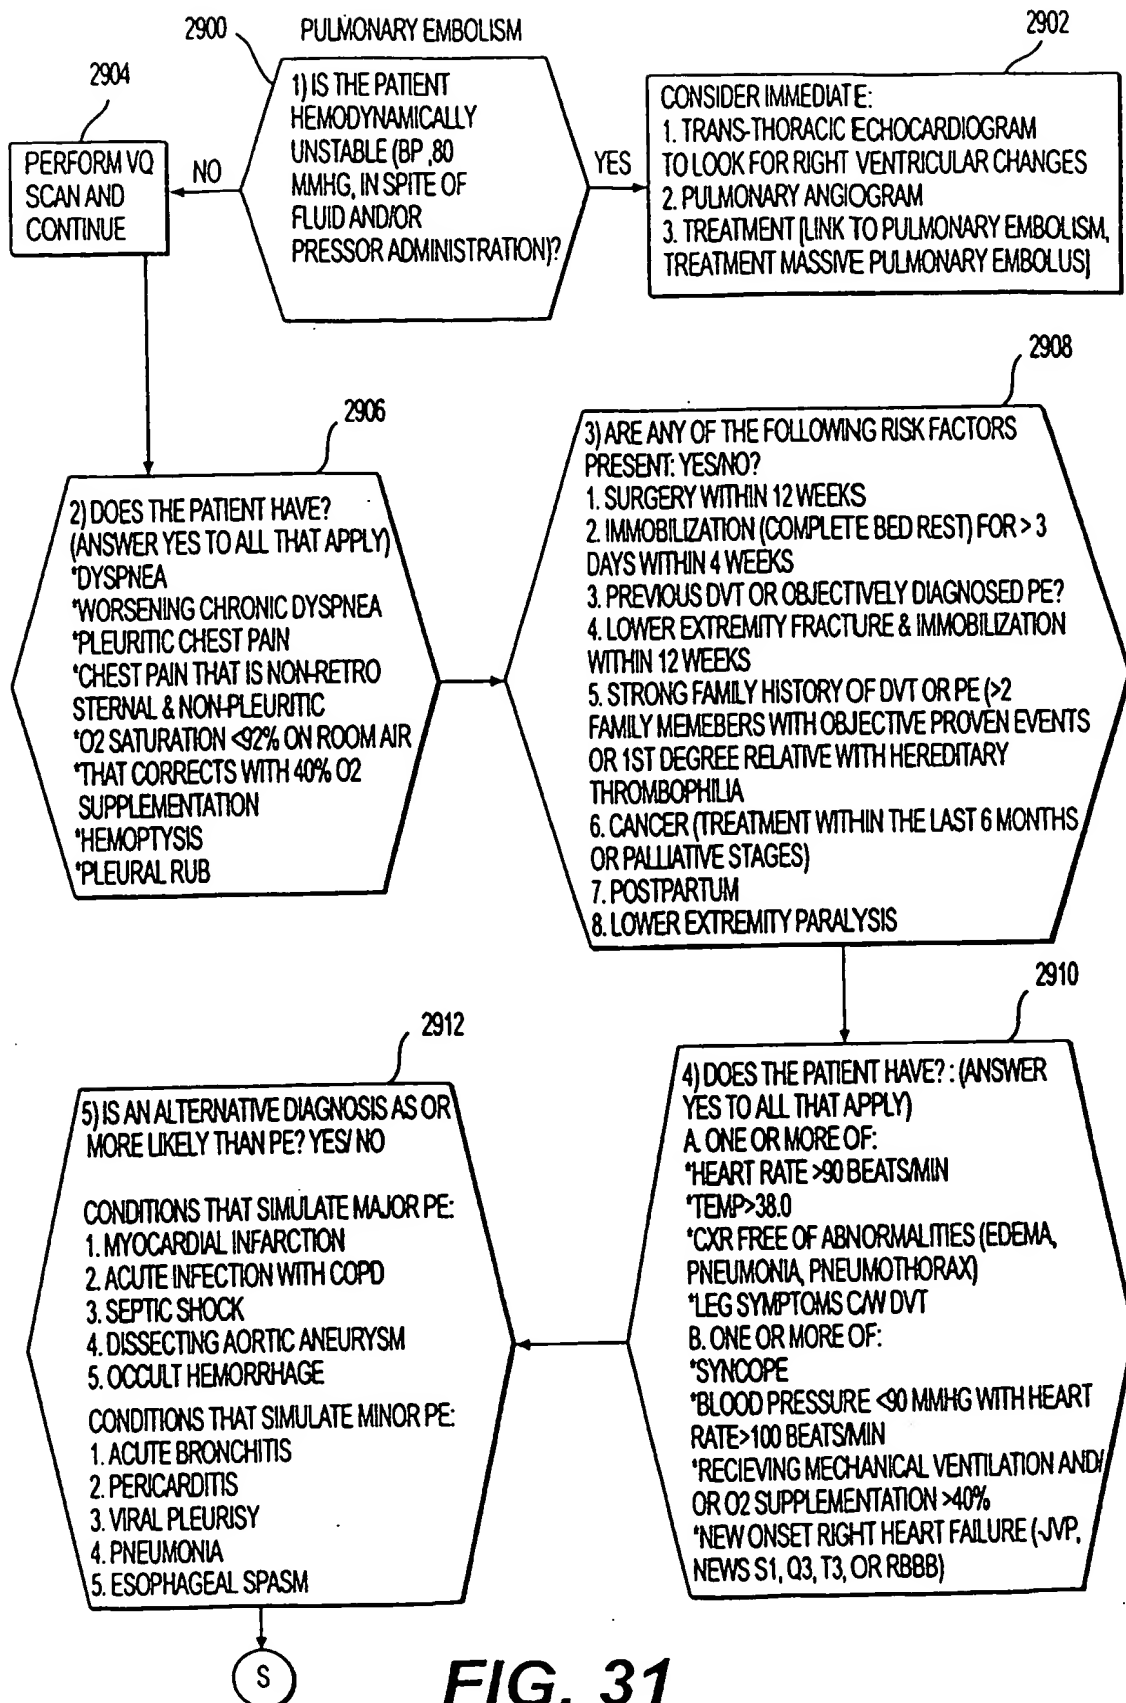 2900
PULMONARY EMBOLISM
2902
2904
1) IS THE PATIENT
HEMODYNAMICALLY
UNSTABLE (BP ,80
MMHG, IN SPITE OF
FLUID AND/OR
PRESSOR ADMINISTRATION)?
CONSIDER IMMEDIATE:
1. TRANS-THORACIC ECHOCARDIOGRAM
TO LOOK FOR RIGHT VENTRICULAR CHANGES
2. PULMONARY ANGIOGRAM
3. TREATMENT [LINK TO PULMONARY EMBOLISM,
TREATMENT MASSIVE PULMONARY EMBOLUS]
YES
NO
PERFORM VQ
SCAN AND
CONTINUE
2906
2) DOES THE PATIENT HAVE?
(ANSWER YES TO ALL THAT APPLY)
*DYSPNEA
*WORSENING CHRONIC DYSPNEA
*PLEURITIC CHEST PAIN
*CHEST PAIN THAT IS NON-RETRO
STERNAL & NON-PLEURITIC
*O2 SATURATION <92% ON ROOM AIR
*THAT CORRECTS WITH 40% O2
SUPPLEMENTATION
*HEMOPTYSIS
*PLEURAL RUB
2908
3) ARE ANY OF THE FOLLOWING RISK FACTORS
PRESENT: YES/NO?
1. SURGERY WITHIN 12 WEEKS
2. IMMOBILIZATION (COMPLETE BED REST) FOR > 3
DAYS WITHIN 4 WEEKS
3. PREVIOUS DVT OR OBJECTIVELY DIAGNOSED PE?
4. LOWER EXTREMITY FRACTURE & IMMOBILIZATION
WITHIN 12 WEEKS
5. STRONG FAMILY HISTORY OF DVT OR PE (>2
FAMILY MEMEBERS WITH OBJECTIVE PROVEN EVENTS
OR 1ST DEGREE RELATIVE WITH HEREDITARY
THROMBOPHILIA
6. CANCER (TREATMENT WITHIN THE LAST 6 MONTHS
OR PALLIATIVE STAGES)
7. POSTPARTUM
8. LOWER EXTREMITY PARALYSIS
2910
4) DOES THE PATIENT HAVE? : (ANSWER
YES TO ALL THAT APPLY)
A. ONE OR MORE OF:
*HEART RATE >90 BEATS/MIN
*TEMP>38.0
*CXR FREE OF ABNORMALITIES (EDEMA,
PNEUMONIA, PNEUMOTHORAX)
*LEG SYMPTOMS C/W DVT
B. ONE OR MORE OF:
*SYNCOPE
*BLOOD PRESSURE <90 MMHG WITH HEART
RATE>100 BEATS/MIN
*RECIEVING MECHANICAL VENTILATION AND/
OR O2 SUPPLEMENTATION >40%
*NEW ONSET RIGHT HEART FAILURE (-JVP,
NEWS S1, Q3, T3, OR RBBB)
2912
5) IS AN ALTERNATIVE DIAGNOSIS AS OR
MORE LIKELY THAN PE? YES/ NO
CONDITIONS THAT SIMULATE MAJOR PE:
1. MYOCARDIAL INFARCTION
2. ACUTE INFECTION WITH COPD
3. SEPTIC SHOCK
4. DISSECTING AORTIC ANEURYSM
5. OCCULT HEMORRHAGE
CONDITIONS THAT SIMULATE MINOR PE:
1. ACUTE BRONCHITIS
2. PERICARDITIS
3. VIRAL PLEURISY
4. PNEUMONIA
5. ESOPHAGEAL SPASM
S
FIG. 31